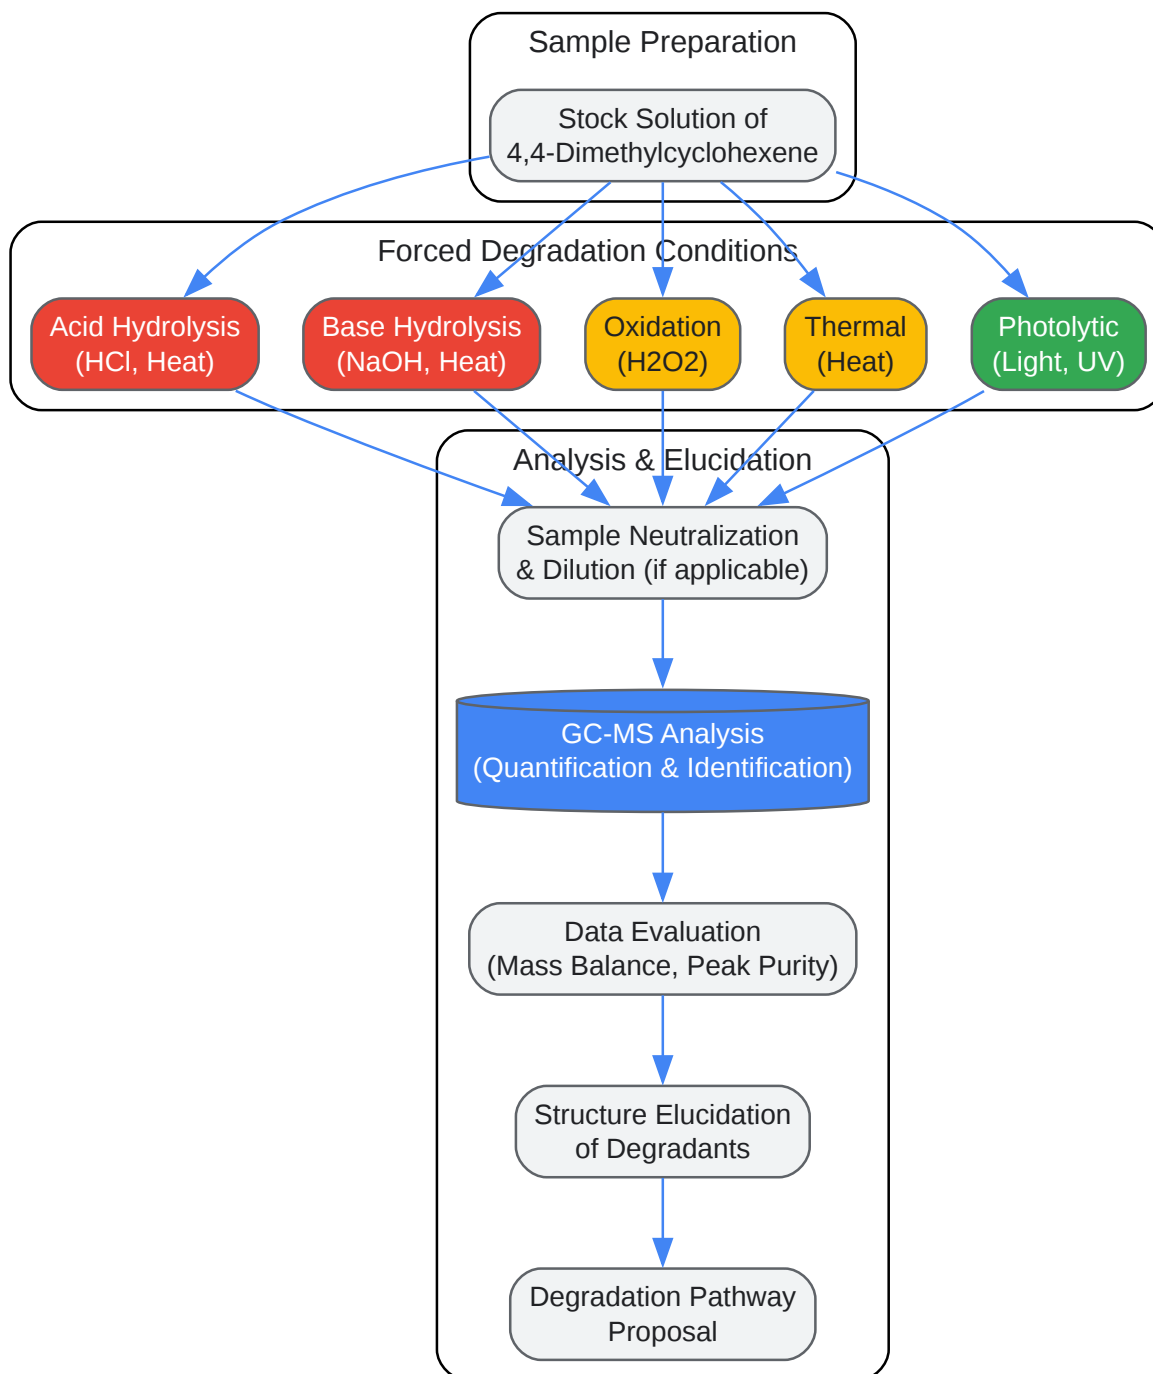 Sample Preparation
Stock Solution of
4,4-Dimethylcyclohexene
Forced Degradation Conditions
Acid Hydrolysis
(HCl, Heat)
Base Hydrolysis
(NaOH, Heat)
Oxidation
(H2O2)
Thermal
(Heat)
Photolytic
(Light, UV)
Analysis & Elucidation
Sample Neutralization
& Dilution (if applicable)
GC-MS Analysis
(Quantification & Identification)
Data Evaluation
(Mass Balance, Peak Purity)
Structure Elucidation
of Degradants
Degradation Pathway
Proposal